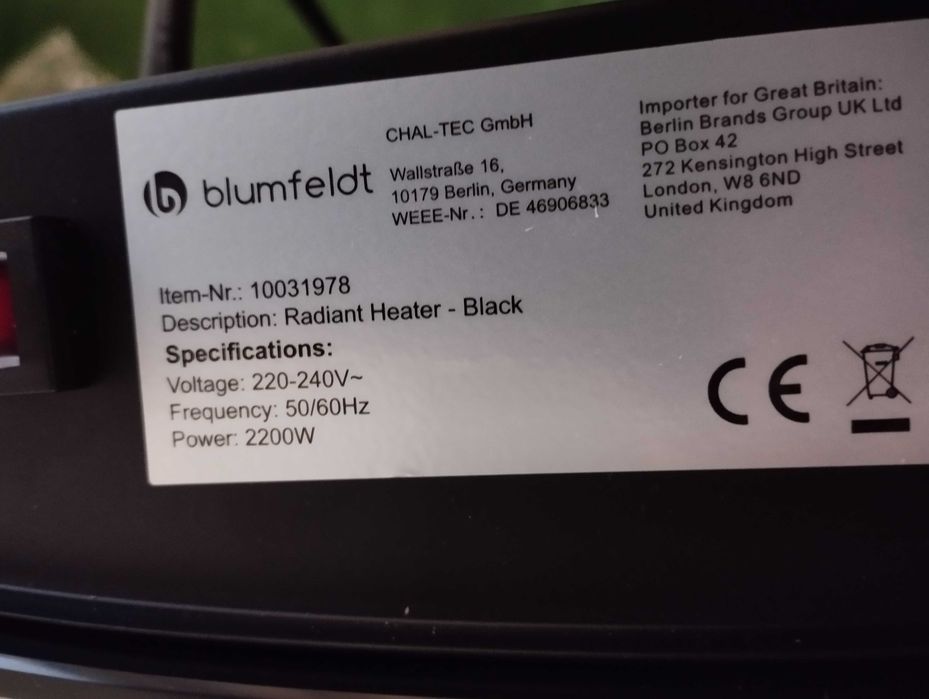 blumfeldt
CHAL-TEC GmbH
Wallstraße 16,
10179 Berlin, Germany
WEEE-Nr.: DE 46906833
Importer for Great Britain:
Berlin Brands Group UK Ltd
PO Box 42
272 Kensington High Street
London, W8 6ND
United Kingdom
Item-Nr.: 10031978
Description: Radiant Heater - Black
Specifications:
Voltage: 220-240V~
Frequency: 50/60Hz
Power: 2200W
CE